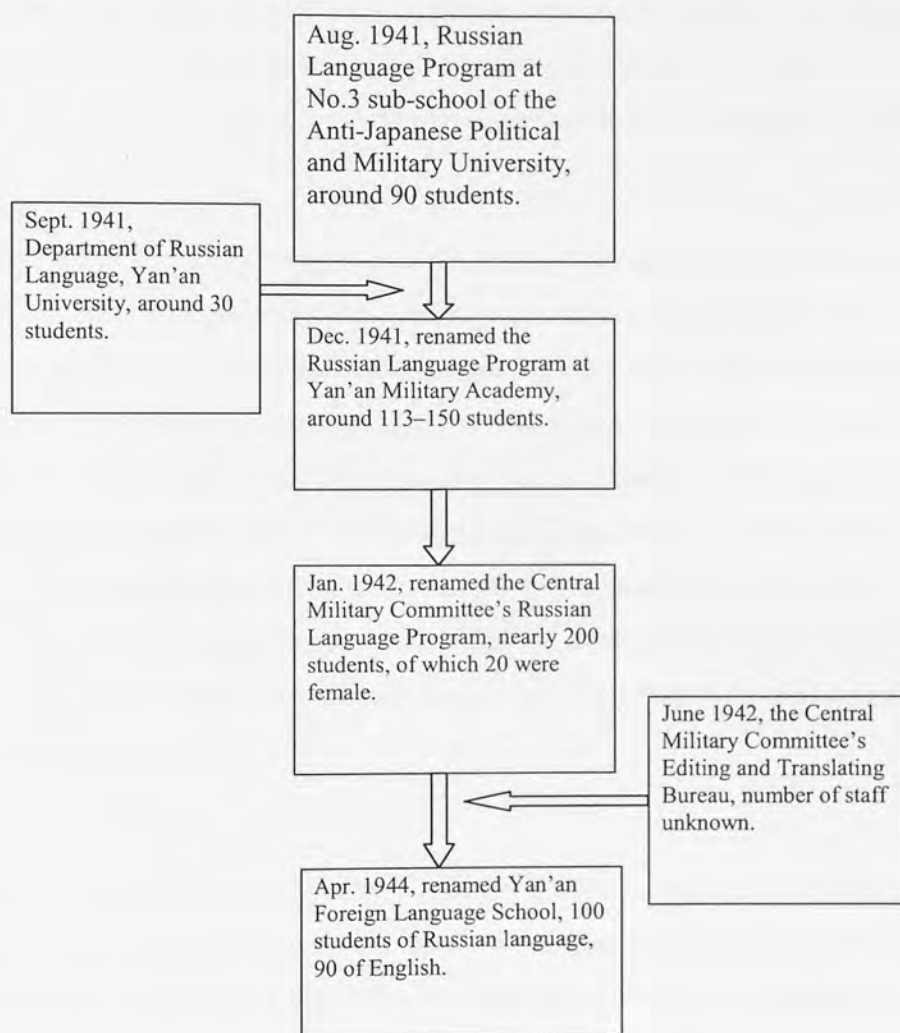 Aug. 1941, Russian
Language Program at
No.3 sub-school of the
Anti-Japanese Political
and Military University,
around 90 students.
Sept. 1941,
Department of Russian
Language, Yan’an
University, around 30
students.
Dec. 1941, renamed the
Russian Language Program at
Yan’an Military Academy,
around 113–150 students.
Jan. 1942, renamed the Central
Military Committee’s Russian
Language Program, nearly 200
students, of which 20 were
female.
June 1942, the Central
Military Committee’s
Editing and Translating
Bureau, number of staff
unknown.
Apr. 1944, renamed Yan’an
Foreign Language School, 100
students of Russian language,
90 of English.